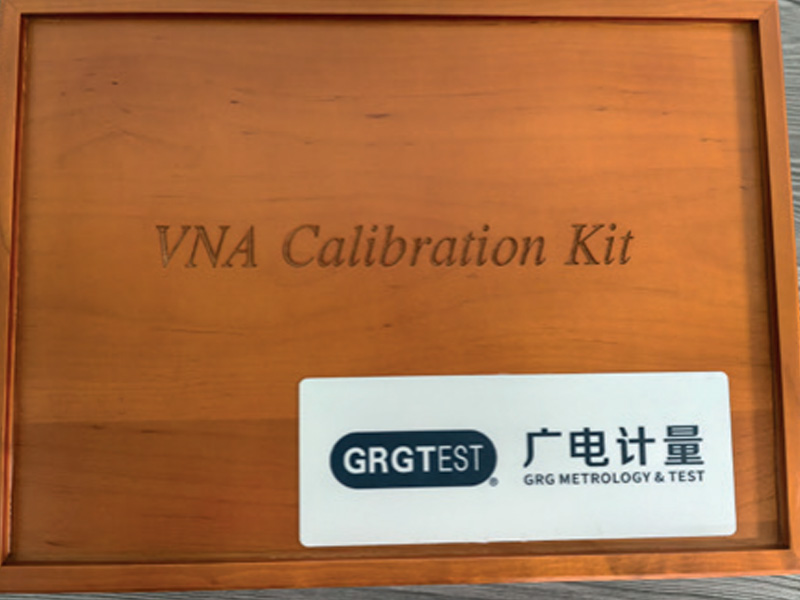 VNA Calibration Kit
GRGTEST®
广电计量
GRG METROLOGY & TEST